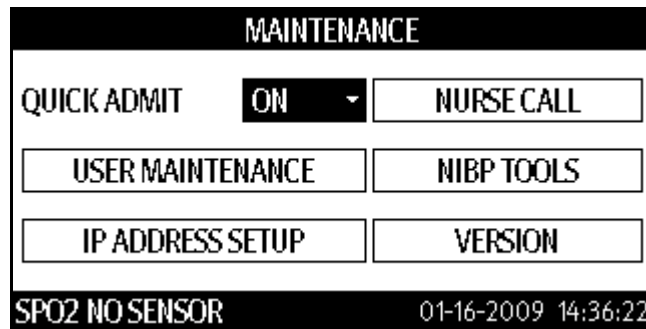 MAINTENANCE
QUICK ADMIT ON NURSE CALL
USER MAINTENANCE NIBP TOOLS
IP ADDRESS SETUP VERSION
SPO2 NO SENSOR 01-16-2009 14:36:22